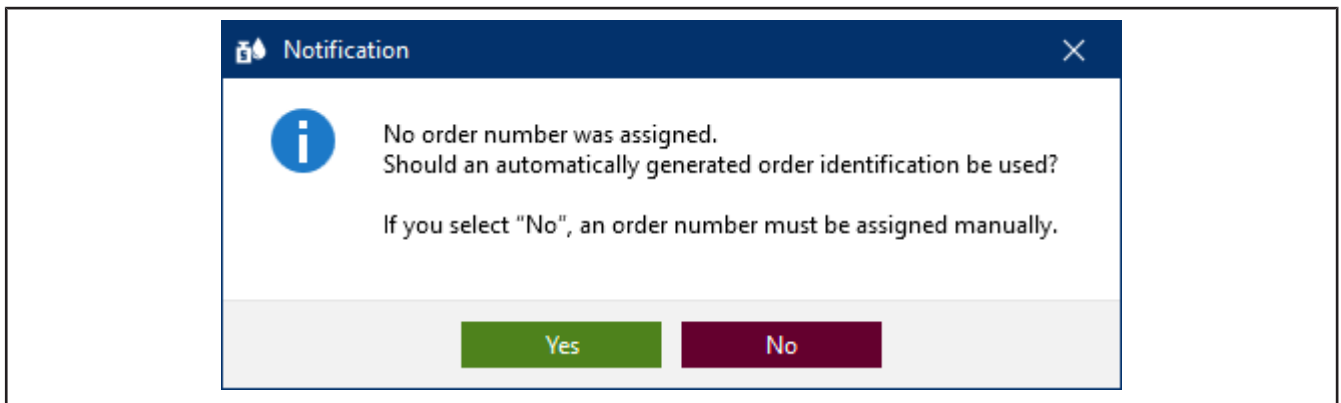 Notification
No order number was assigned.
Should an automatically generated order identification be used?
If you select “No”, an order number must be assigned manually.
Yes
No